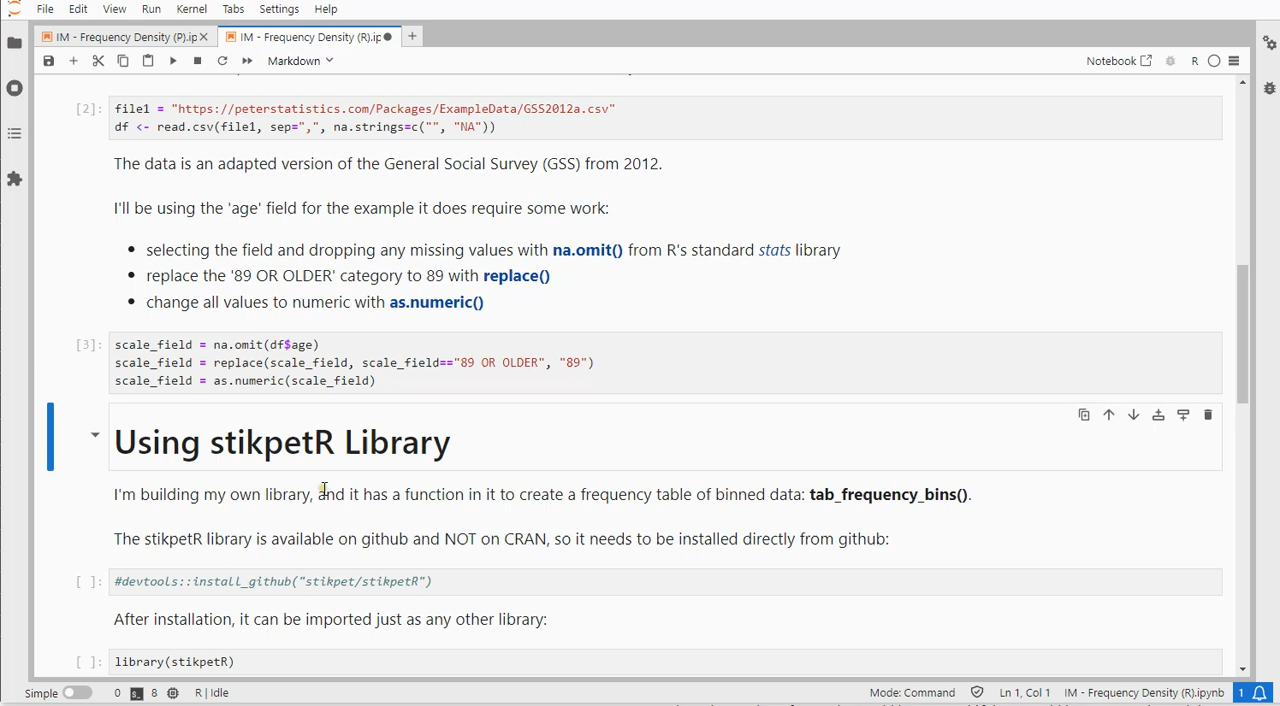 File Edit View Run Kernel Tabs Settings Help
IM - Frequency Density (P).ip IM - Frequency Density (R).ip
Markdown Notebook R
[2]: file1 = "https://peterstatistics.com/Packages/ExampleData/GSS2012a.csv"
df <- read.csv(file1, sep=",", na.strings=c("", "NA"))
The data is an adapted version of the General Social Survey (GSS) from 2012.
I'll be using the 'age' field for the example it does require some work:
• selecting the field and dropping any missing values with na.omit() from R's standard stats library
• replace the '89 OR OLDER' category to 89 with replace()
• change all values to numeric with as.numeric()
[3]: scale_field = na.omit(df$age)
scale_field = replace(scale_field, scale_field=="89 OR OLDER", "89")
scale_field = as.numeric(scale_field)
Using stikpetR Library
I'm building my own library, and it has a function in it to create a frequency table of binned data: tab_frequency_bins().
The stikpetR library is available on github and NOT on CRAN, so it needs to be installed directly from github:
[ ]: #devtools::install_github("stikpet/stikpetR")
After installation, it can be imported just as any other library:
[ ]: library(stikpetR)
Simple 0 8 R | Idle Mode: Command Ln 1, Col 1 IM - Frequency Density (R).ipynb 1